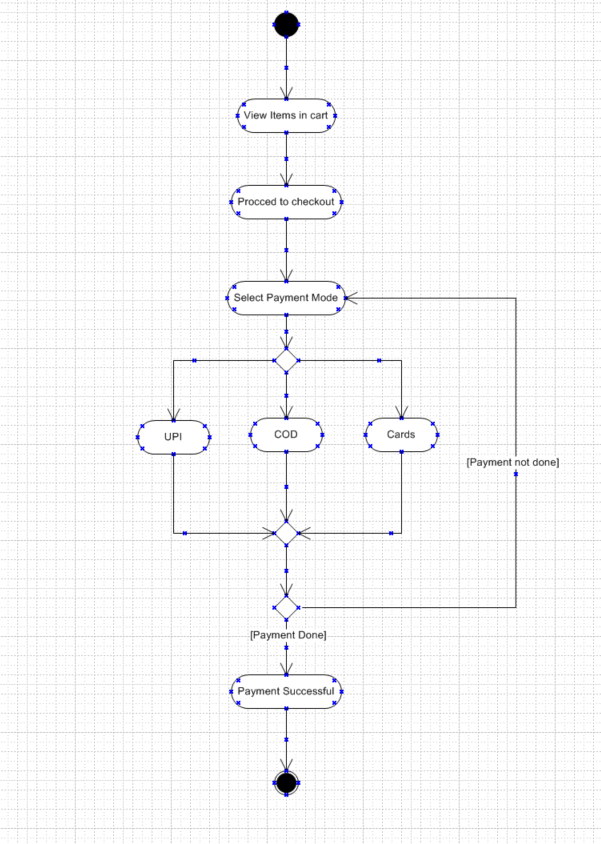 View Items in cart
Procced to checkout
Select Payment Mode
UPI
COD
Cards
[Payment not done]
[Payment Done]
Payment Successful